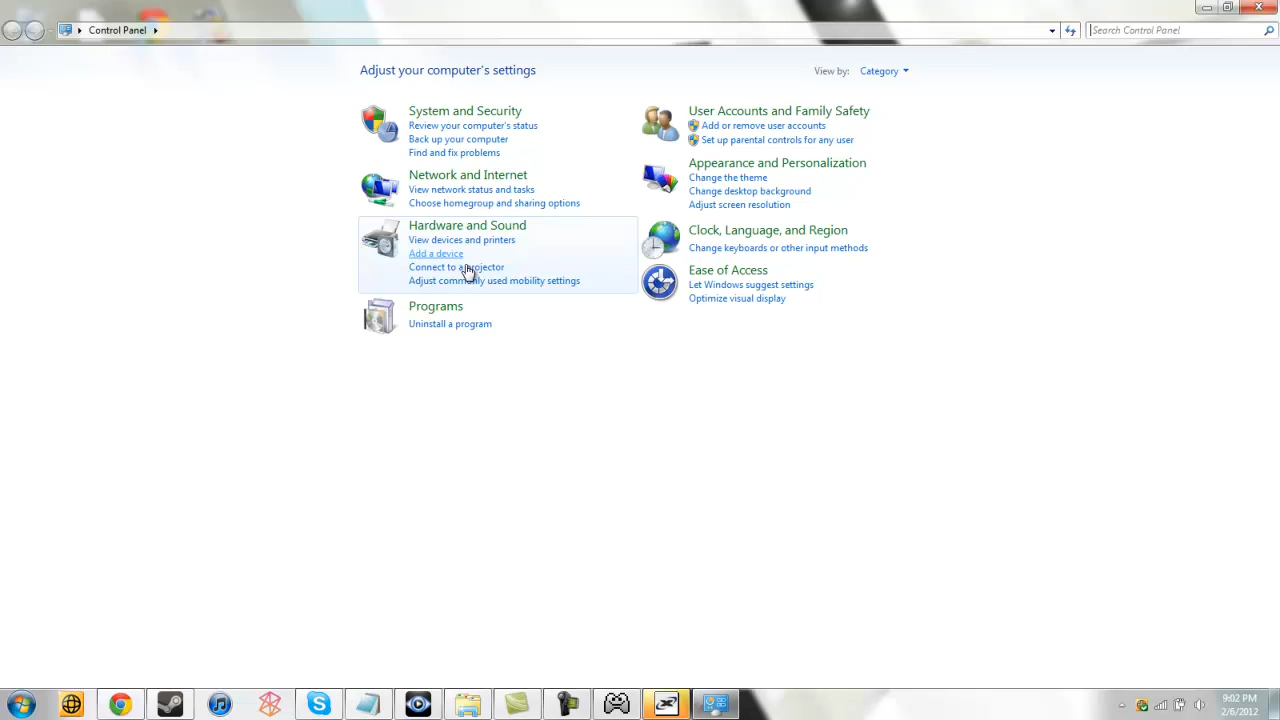 Control Panel
Search Control Panel
Adjust your computer's settings
View by: Category
System and Security
Review your computer's status
Back up your computer
Find and fix problems
Network and Internet
View network status and tasks
Choose homegroup and sharing options
Hardware and Sound
View devices and printers
Add a device
Connect to a projector
Adjust commonly used mobility settings
Programs
Uninstall a program
User Accounts and Family Safety
Add or remove user accounts
Set up parental controls for any user
Appearance and Personalization
Change the theme
Change desktop background
Adjust screen resolution
Clock, Language, and Region
Change keyboards or other input methods
Ease of Access
Let Windows suggest settings
Optimize visual display
9:02 PM
2/6/2012